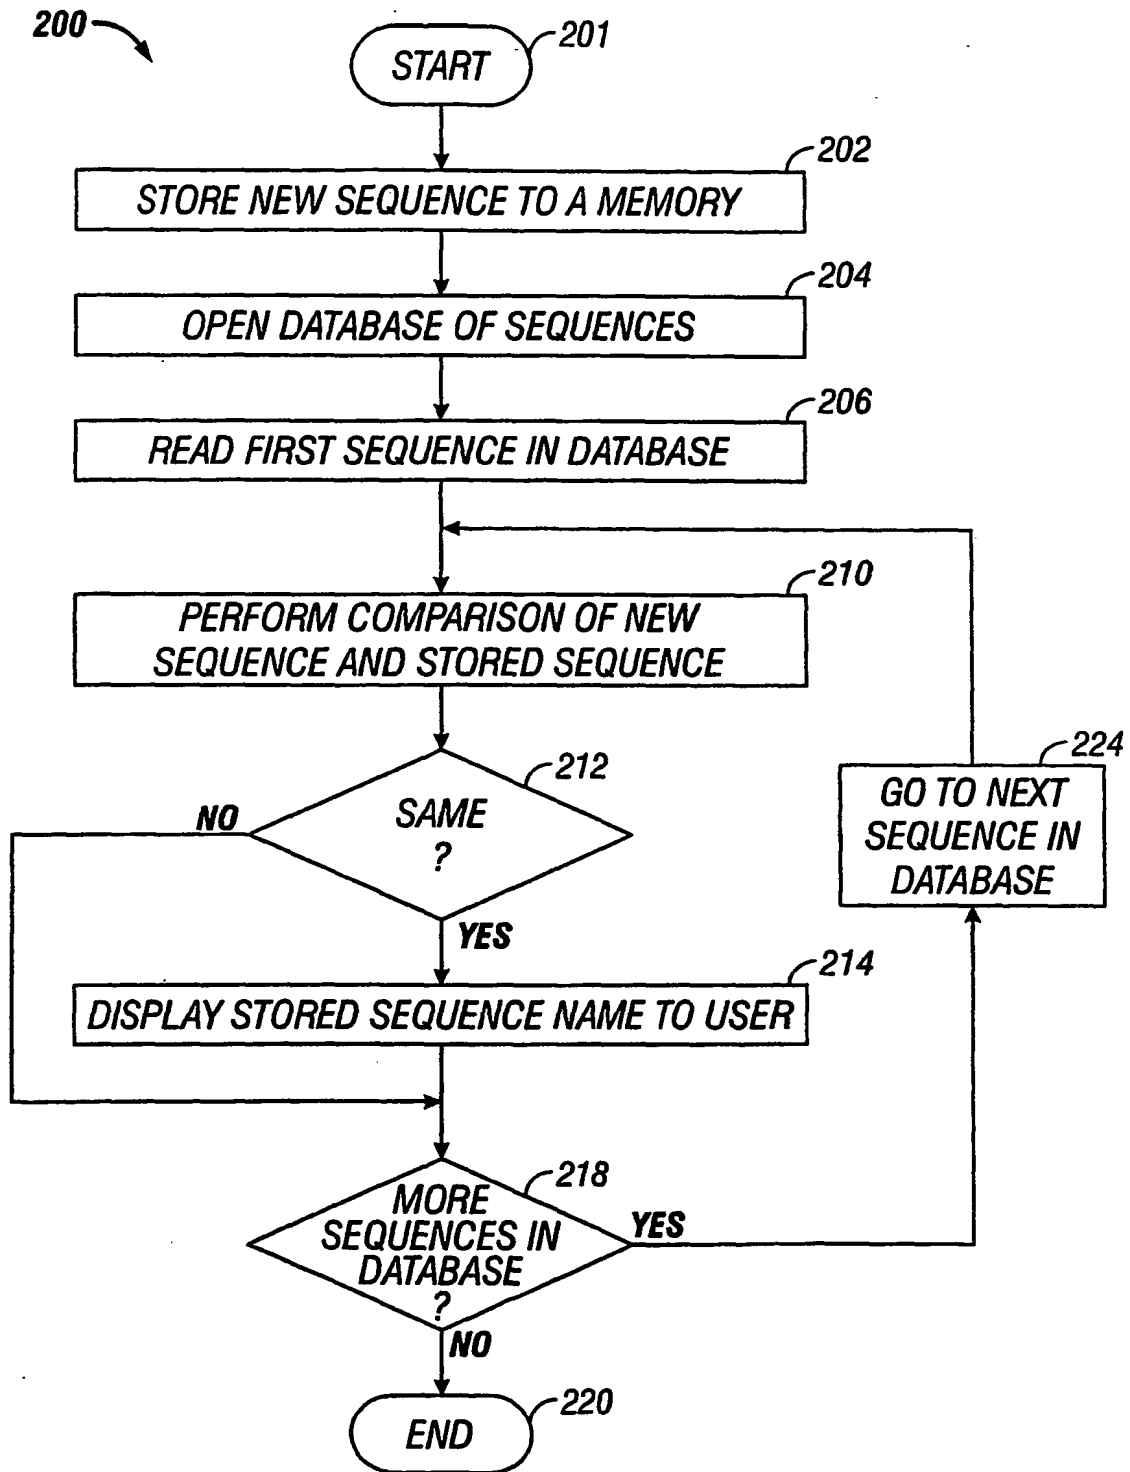 200
START
201
202
STORE NEW SEQUENCE TO A MEMORY
204
OPEN DATABASE OF SEQUENCES
206
READ FIRST SEQUENCE IN DATABASE
210
PERFORM COMPARISON OF NEW
SEQUENCE AND STORED SEQUENCE
212
SAME
?
NO
YES
224
GO TO NEXT
SEQUENCE IN
DATABASE
214
DISPLAY STORED SEQUENCE NAME TO USER
218
MORE
SEQUENCES IN
DATABASE
?
YES
NO
220
END